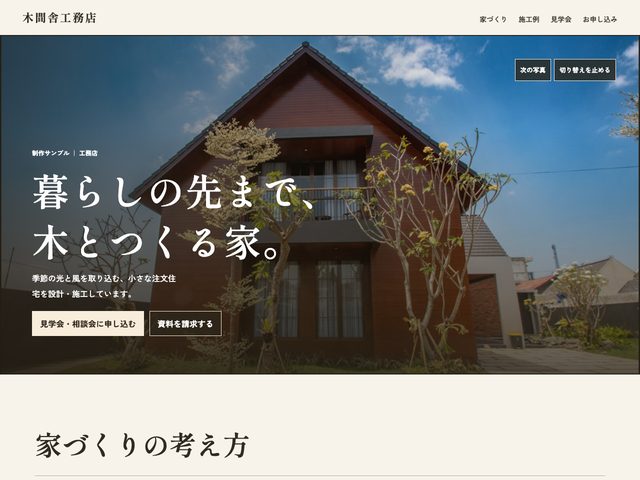 木間舎工務店
家づくり 施工例 見学会 お申し込み
次の写真 切り替えを止める
制作サンプル | 工務店
暮らしの先まで、
木とつくる家。
季節の光と風を取り込む、小さな注文住
宅を設計・施工しています。
見学会・相談会に申し込む 資料を請求する
家づくりの考え方